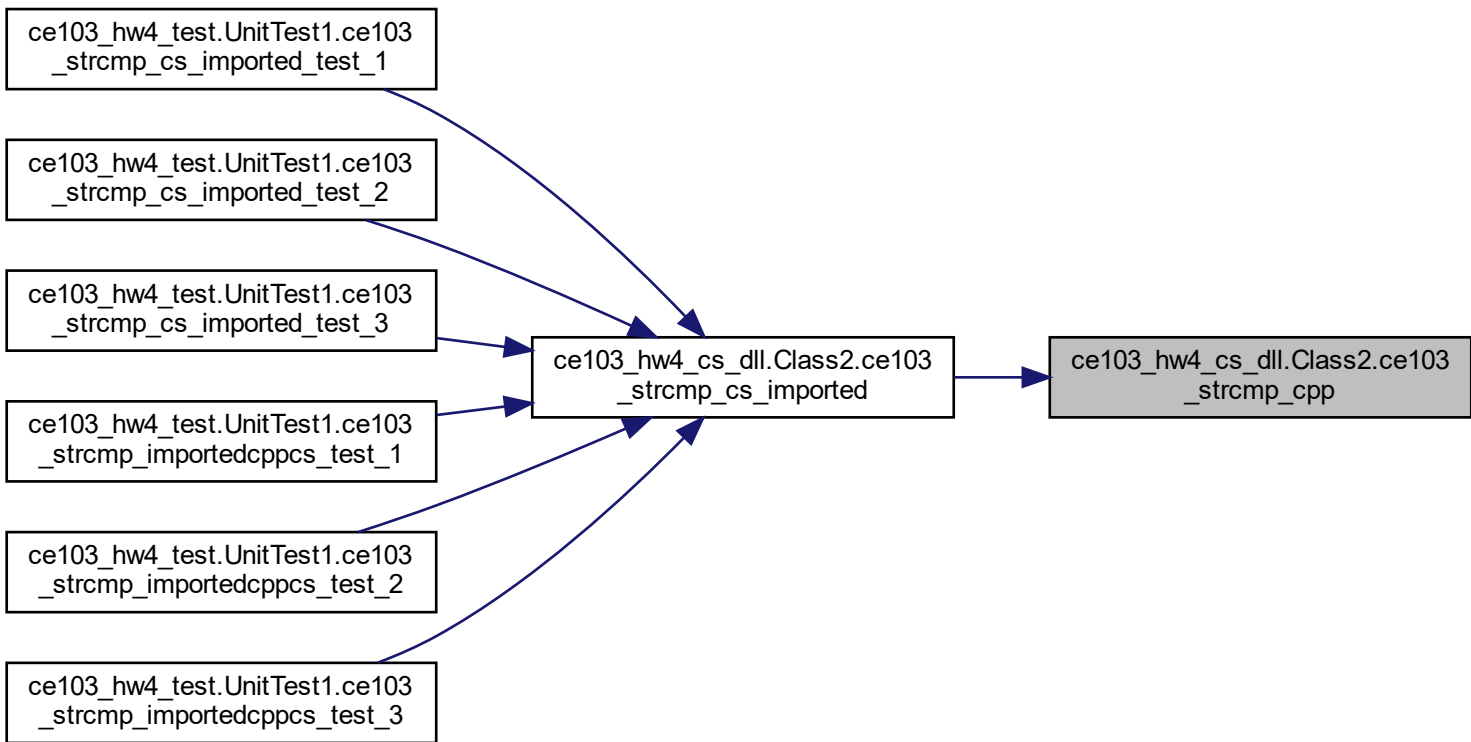 ce103_hw4_test.UnitTest1.ce103
_strcmp_cs_imported_test_1
ce103_hw4_test.UnitTest1.ce103
_strcmp_cs_imported_test_2
ce103_hw4_test.UnitTest1.ce103
_strcmp_cs_imported_test_3
ce103_hw4_cs_dll.Class2.ce103
_strcmp_cs_imported
ce103_hw4_cs_dll.Class2.ce103
_strcmp_cpp
ce103_hw4_test.UnitTest1.ce103
_strcmp_importedcppcs_test_1
ce103_hw4_test.UnitTest1.ce103
_strcmp_importedcppcs_test_2
ce103_hw4_test.UnitTest1.ce103
_strcmp_importedcppcs_test_3